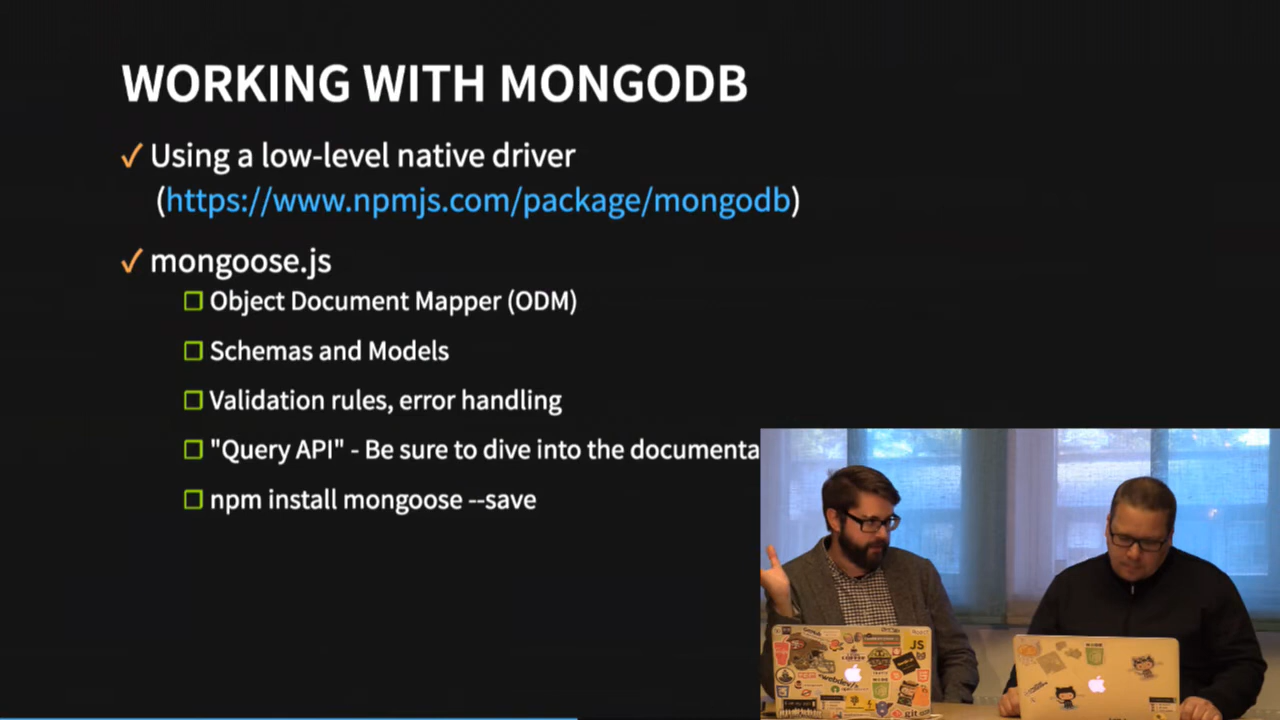 WORKING WITH MONGODB
✓ Using a low-level native driver
(https://www.npmjs.com/package/mongodb)
✓ mongoose.js
☐ Object Document Mapper (ODM)
☐ Schemas and Models
☐ Validation rules, error handling
☐ "Query API" - Be sure to dive into the documenta
☐ npm install mongoose --save
JS
git